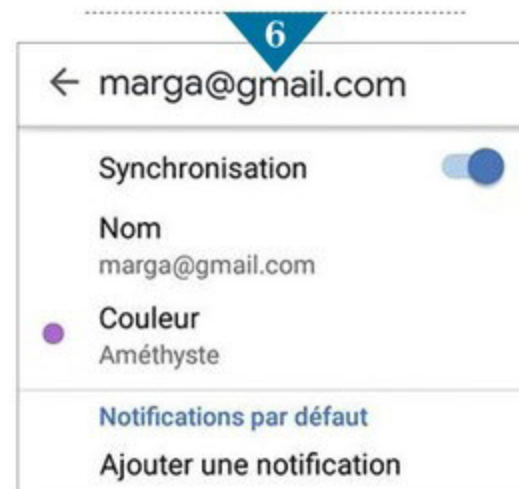 6
← marga@gmail.com
Synchronisation
Nom
marga@gmail.com
Couleur
Améthyste
Notifications par défaut
Ajouter une notification